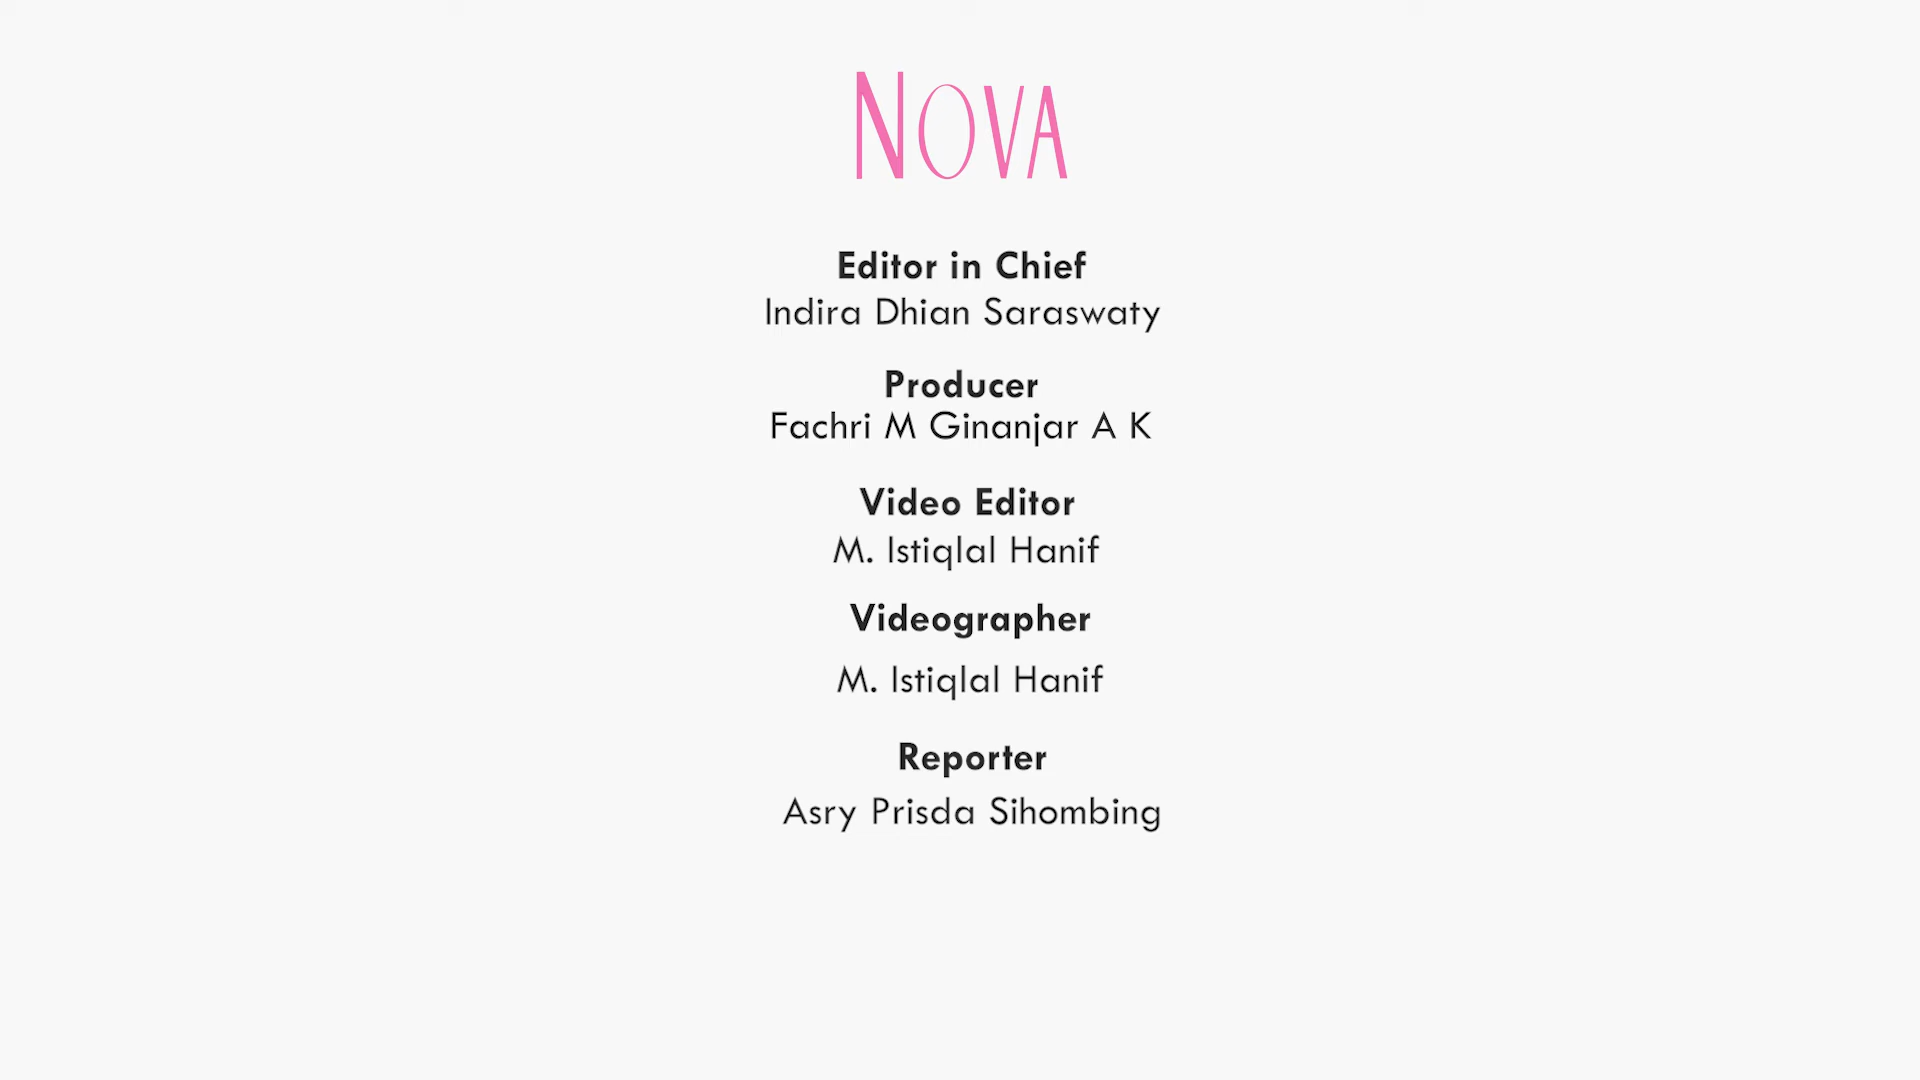 NOVA
Editor in Chief
Indira Dhian Saraswaty
Producer
Fachri M Ginanjar A K
Video Editor
M. Istiqlal Hanif
Videographer
M. Istiqlal Hanif
Reporter
Asry Prisda Sihombing